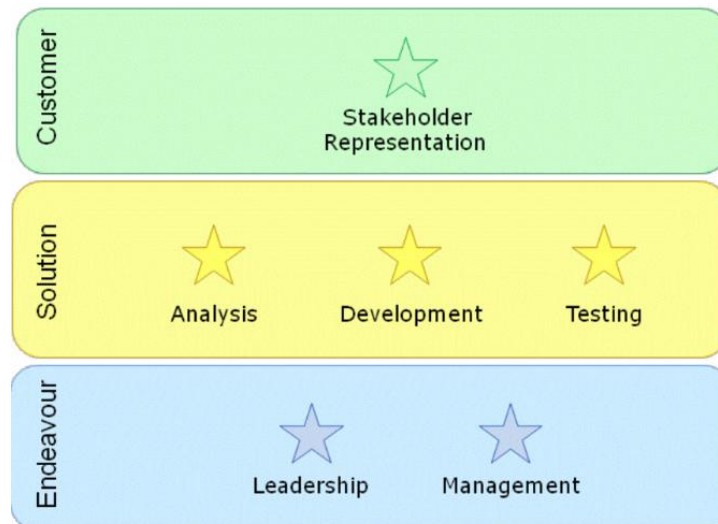 Customer
Stakeholder
Representation
Solution
Analysis
Development
Testing
Endeavour
Leadership
Management